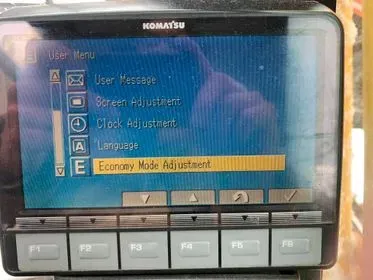 KOMATSU
User Menu
User Message
Screen Adjustment
Clock Adjustment
A Language
E Economy Mode Adjustment
F1 F2 F3 F4 F5 F6